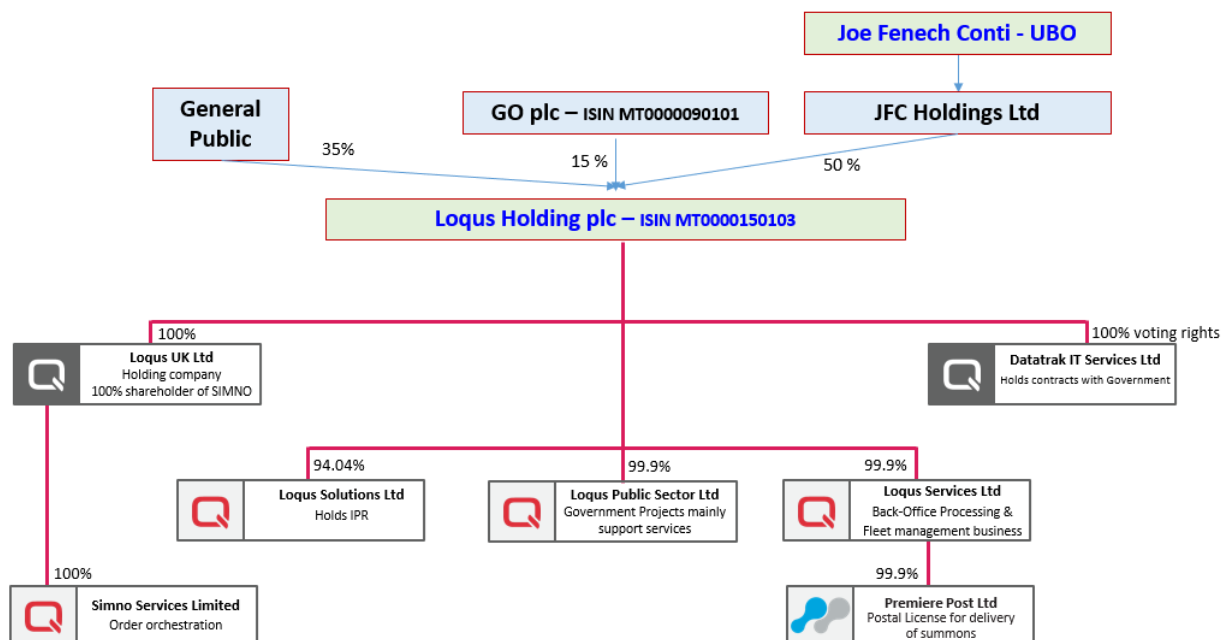 Joe Fenech Conti - UBO
General
Public
GO plc – ISIN MT0000090101
JFC Holdings Ltd
35%
15 %
50 %
Loqus Holding plc – ISIN MT0000150103
100%
100% voting rights
Loqus UK Ltd
Holding company
100% shareholder of SIMNO
Datatrak IT Services Ltd
Holds contracts with Government
94.04%
99.9%
99.9%
Loqus Solutions Ltd
Holds IPR
Loqus Public Sector Ltd
Government Projects mainly
support services
Loqus Services Ltd
Back-Office Processing &
Fleet management business
100%
99.9%
Simno Services Limited
Order orchestration
Premiere Post Ltd
Postal License for delivery
of summons